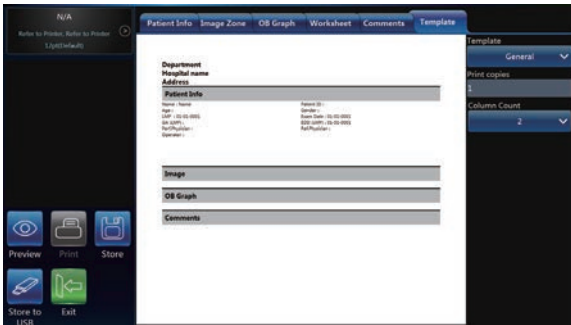 N/A
Refer to Printer, Refer to Printer
Patient Info
Image Zone
OB Graph
Worksheet
Comments
Template
Department
Hospital name
Address
Patient Info
Name : Name
Patient ID :
Age :
Gender :
LMP : 01-01-0001
Exam Date : 01-01-0001
GA (LMP) :
EDD (LMP) : 01-01-0001
Perf.Physician :
Ref.Physician :
Operator :
Image
OB Graph
Comments
Template
General
Print copies
1
Column Count
2
Preview
Print
Store
Store to USB
Exit